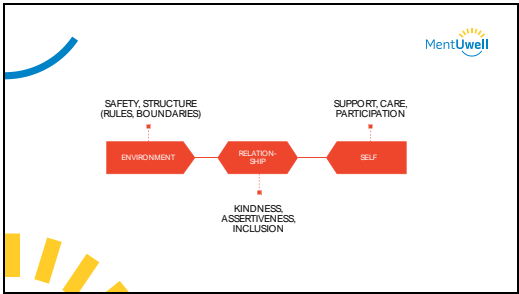 MentUwell
SAFETY, STRUCTURE
(RULES, BOUNDARIES)
SUPPORT, CARE,
PARTICIPATION
ENVIRONMENT
RELATION-
SHIP
SELF
KINDNESS,
ASSERTIVENESS,
INCLUSION